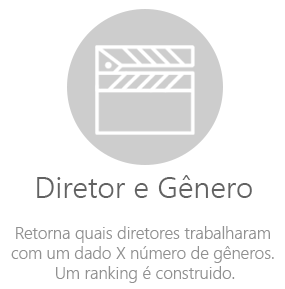 Diretor e Gênero
Retorna quais diretores trabalharam
com um dado X número de gêneros.
Um ranking é construido.